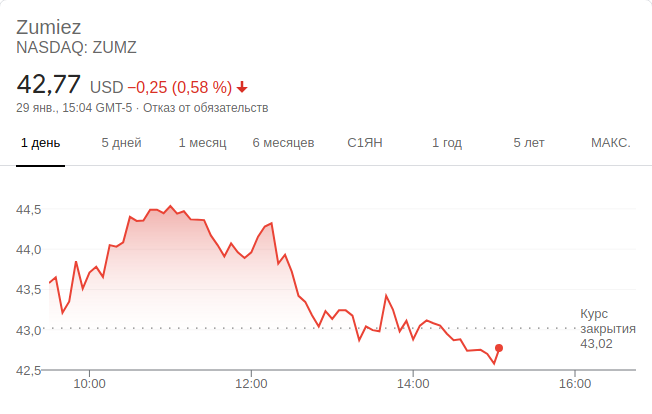 Zumiez
NASDAQ: ZUMZ
42,77 USD −0,25 (0,58 %)
29 янв., 15:04 GMT-5 · Отказ от обязательств
1 день 5 дней 1 месяц 6 месяцев С1ЯН 1 год 5 лет МАКС.
44,5
44,0
43,5
43,0
42,5
Курс
закрытия
43,02
10:00 12:00 14:00 16:00